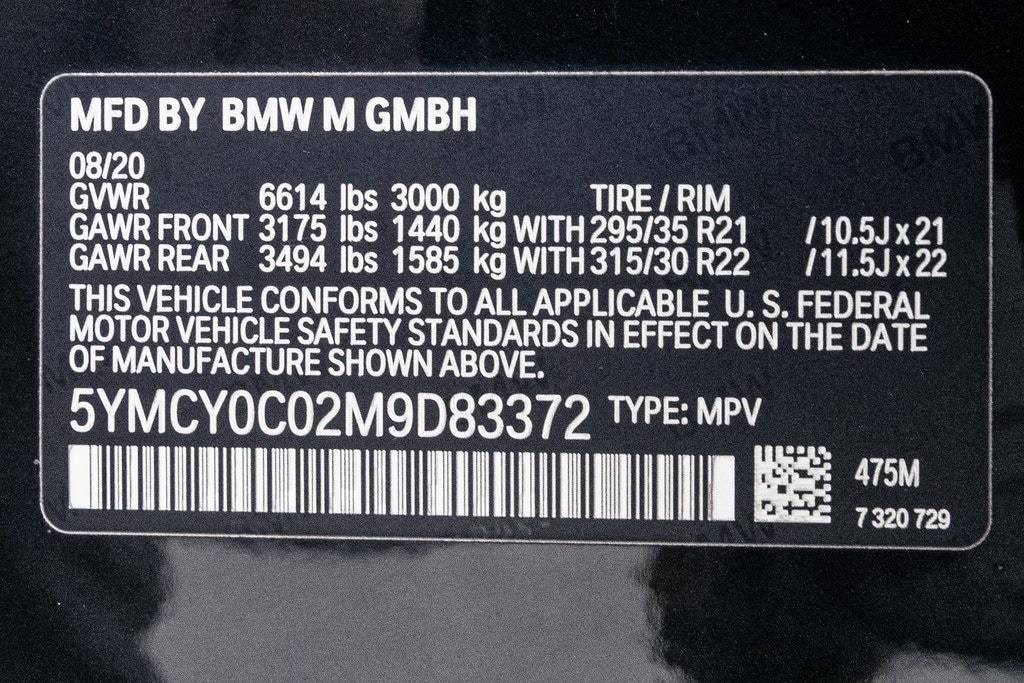 MFD BY BMW M GMBH
08/20
GVWR 6614 lbs 3000 kg TIRE / RIM
GAWR FRONT 3175 lbs 1440 kg WITH 295/35 R21 /10.5J x 21
GAWR REAR 3494 lbs 1585 kg WITH 315/30 R22 /11.5J x 22
THIS VEHICLE CONFORMS TO ALL APPLICABLE U. S. FEDERAL
MOTOR VEHICLE SAFETY STANDARDS IN EFFECT ON THE DATE
OF MANUFACTURE SHOWN ABOVE.
5YMCY0C02M9D83372 TYPE: MPV
475M
7 320 729